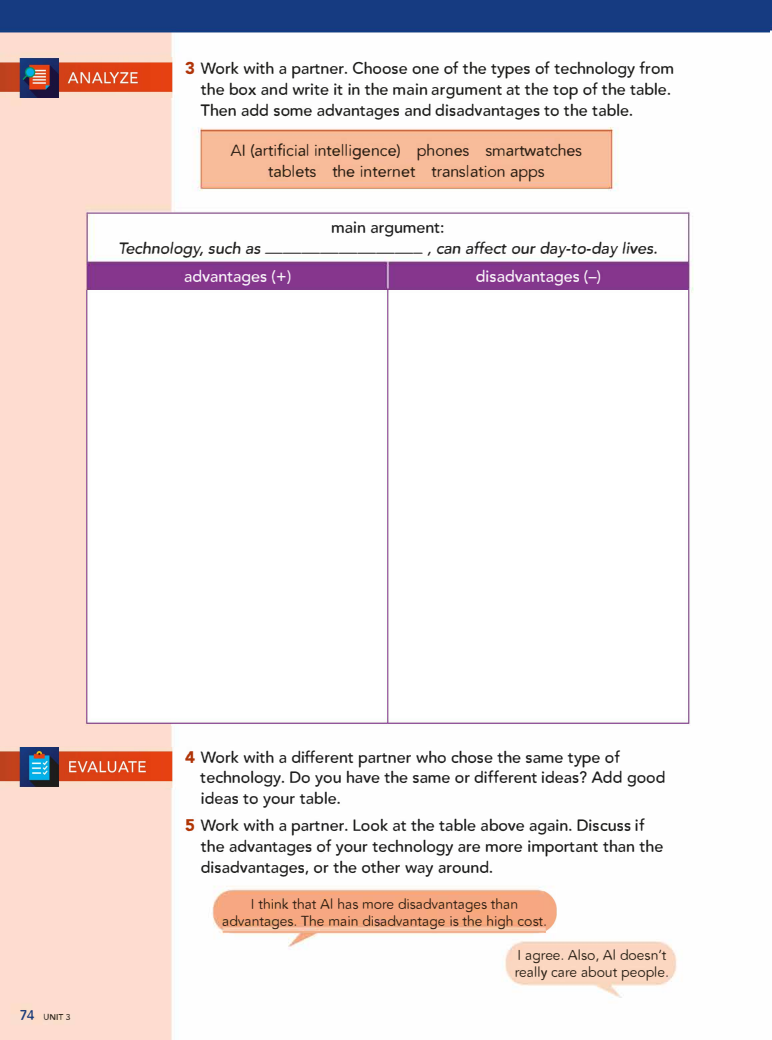 ANALYZE
3 Work with a partner. Choose one of the types of technology from
the box and write it in the main argument at the top of the table.
Then add some advantages and disadvantages to the table.
AI (artificial intelligence) phones smartwatches
tablets the internet translation apps
main argument:
Technology, such as ____________________ , can affect our day-to-day lives.
advantages (+) disadvantages (–)
EVALUATE
4 Work with a different partner who chose the same type of
technology. Do you have the same or different ideas? Add good
ideas to your table.
5 Work with a partner. Look at the table above again. Discuss if
the advantages of your technology are more important than the
disadvantages, or the other way around.
I think that AI has more disadvantages than
advantages. The main disadvantage is the high cost.
I agree. Also, AI doesn't
really care about people.
74 UNIT 3